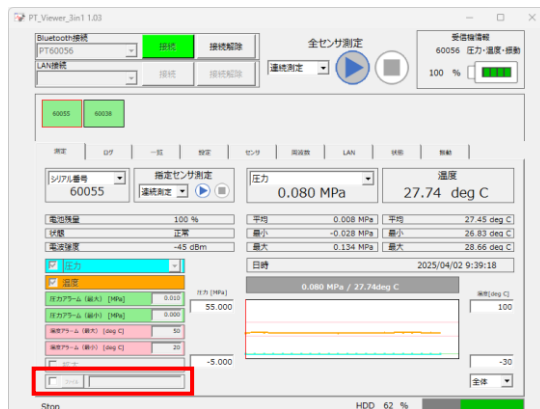 PT_Viewer_3in1 1.03
Bluetooth接続
PT60056 接続 接続解除
LAN接続
接続 接続解除
全センサ測定
連続測定
受信機情報
60056 圧力・温度・振動
100 %
60055 60038
測定 ログ 一括 設定 センサ 周波数 LAN 状態 振動
シリアル番号
60055
指定センサ測定
連続測定
圧力
0.080 MPa
温度
27.74 deg C
電池残量 100 %
状態 正常
電波強度 -45 dBm
平均 0.008 MPa
最小 -0.028 MPa
最大 0.134 MPa
平均 27.45 deg C
最小 26.83 deg C
最大 28.66 deg C
圧力
温度
圧力アラーム (最大) [MPa] 0.010
圧力アラーム (最小) [MPa] 0.000
温度アラーム (最大) [deg C] 50
温度アラーム (最小) [deg C] 20
日時 2025/04/02 9:39:18
0.080 MPa / 27.74deg C
圧力 [MPa]
55.000
-5.000
温度[deg C]
100
-30
全体
Stop
HDD 62 %